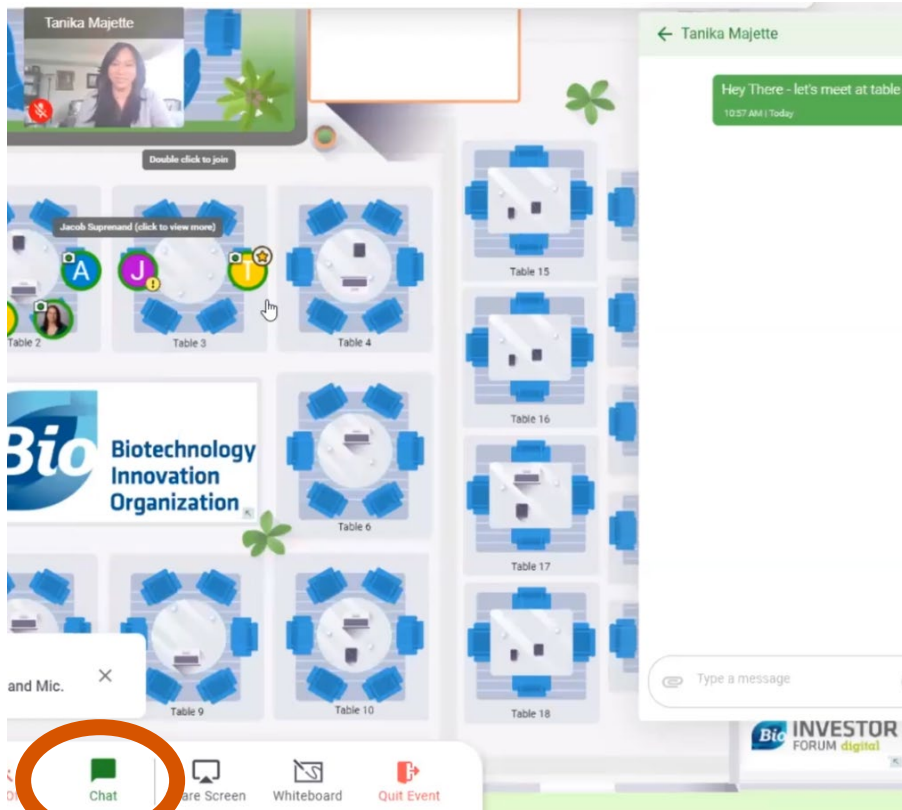 Tanika Majette
Tanika Majette
Hey There - let's meet at table
10:57 AM | Today
Double click to join
Jacob Suprenand (click to view more)
A
J
T
Table 2
Table 3
Table 4
Table 15
Table 16
Bio
Biotechnology
Innovation
Organization
Table 6
Table 17
and Mic.
Table 9
Table 10
Table 18
Type a message
Bio INVESTOR
FORUM digital
Chat
are Screen
Whiteboard
Quit Event